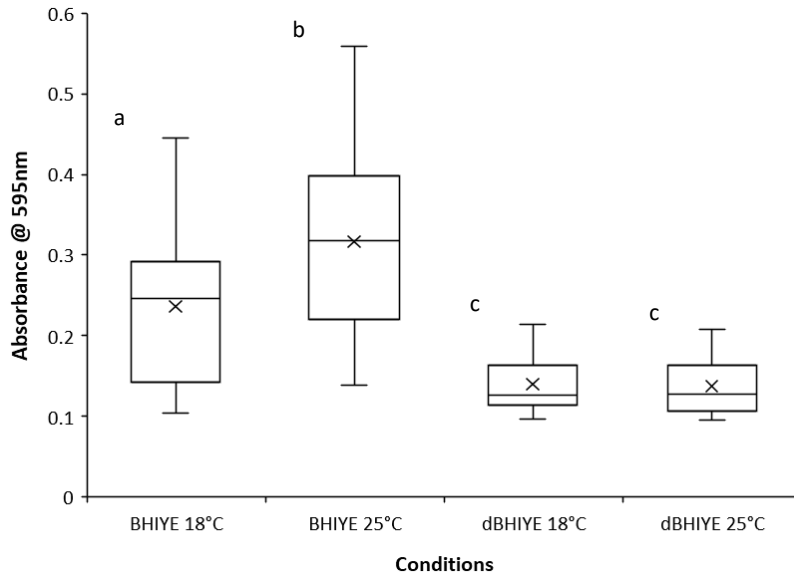 0.6
b
0.5
a
0.4
0.3
c
c
0.2
0.1
0
Absorbance @ 595nm
BHIYE 18°C
BHIYE 25°C
dBHIYE 18°C
dBHIYE 25°C
Conditions